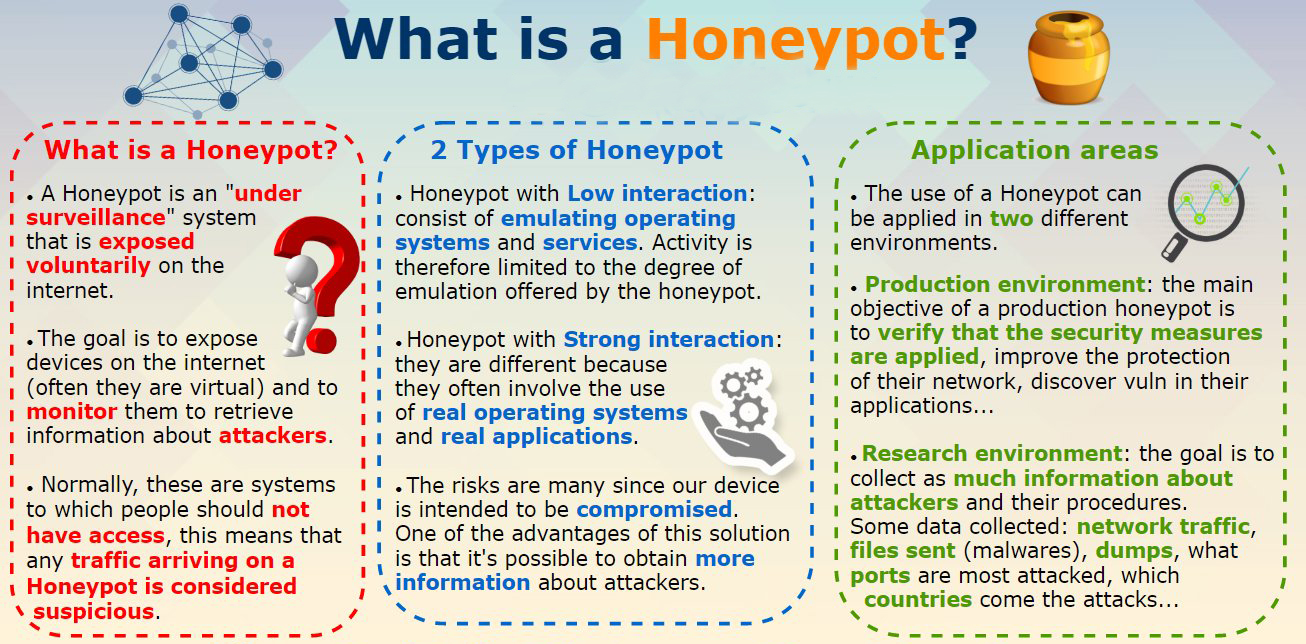 What is a Honeypot?
What is a Honeypot?
• A Honeypot is an "under
surveillance" system
that is exposed
voluntarily on the
internet.
• The goal is to expose
devices on the internet
(often they are virtual) and to
monitor them to retrieve
information about attackers.
• Normally, these are systems
to which people should not
have access, this means that
any traffic arriving on a
Honeypot is considered
suspicious.
2 Types of Honeypot
• Honeypot with Low interaction:
consist of emulating operating
systems and services. Activity is
therefore limited to the degree of
emulation offered by the honeypot.
• Honeypot with Strong interaction:
they are different because
they often involve the use
of real operating systems
and real applications.
• The risks are many since our device
is intended to be compromised.
One of the advantages of this solution
is that it's possible to obtain more
information about attackers.
Application areas
• The use of a Honeypot can
be applied in two different
environments.
• Production environment: the main
objective of a production honeypot is
to verify that the security measures
are applied, improve the protection
of their network, discover vuln in their
applications…
• Research environment: the goal is to
collect as much information about
attackers and their procedures.
Some data collected: network traffic,
files sent (malwares), dumps, what
ports are most attacked, which
countries come the attacks…